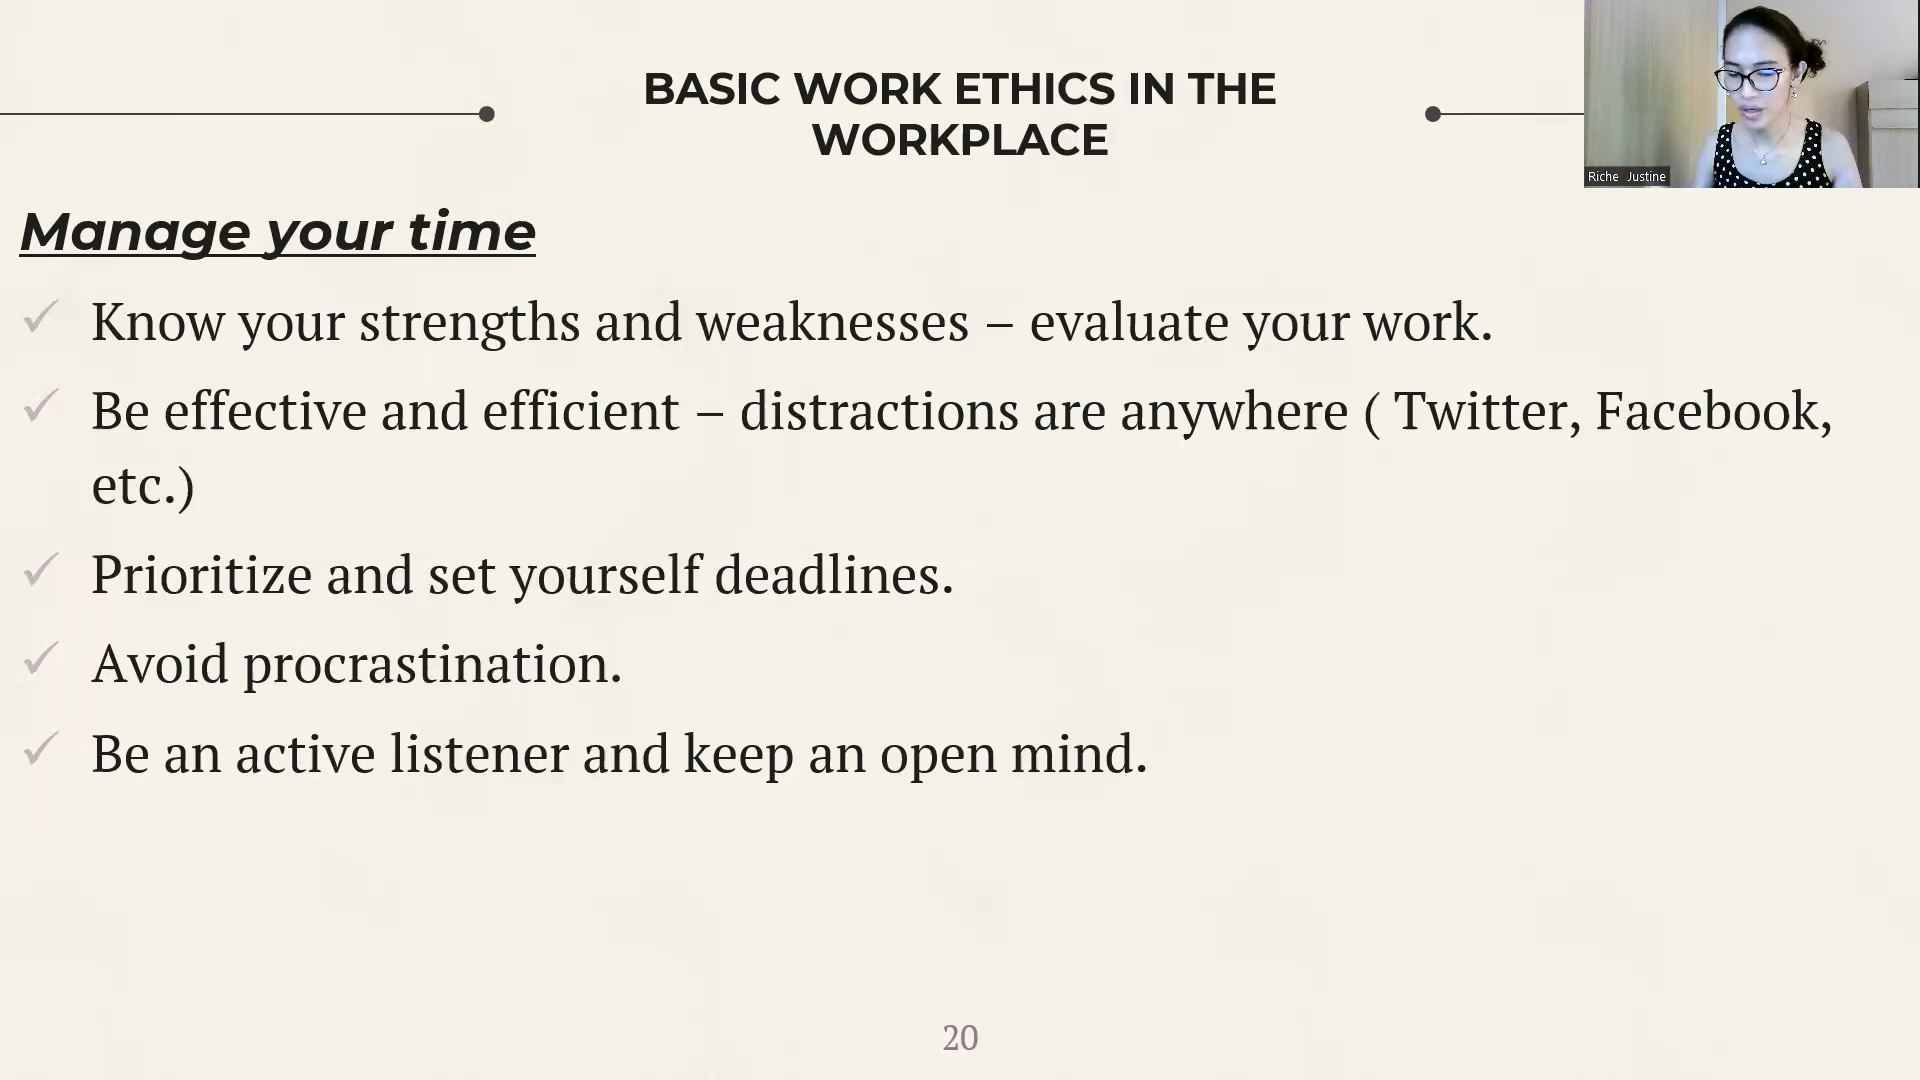 BASIC WORK ETHICS IN THE
WORKPLACE
Riche Justine
Manage your time
Know your strengths and weaknesses – evaluate your work.
Be effective and efficient – distractions are anywhere ( Twitter, Facebook,
etc.)
Prioritize and set yourself deadlines.
Avoid procrastination.
Be an active listener and keep an open mind.
20